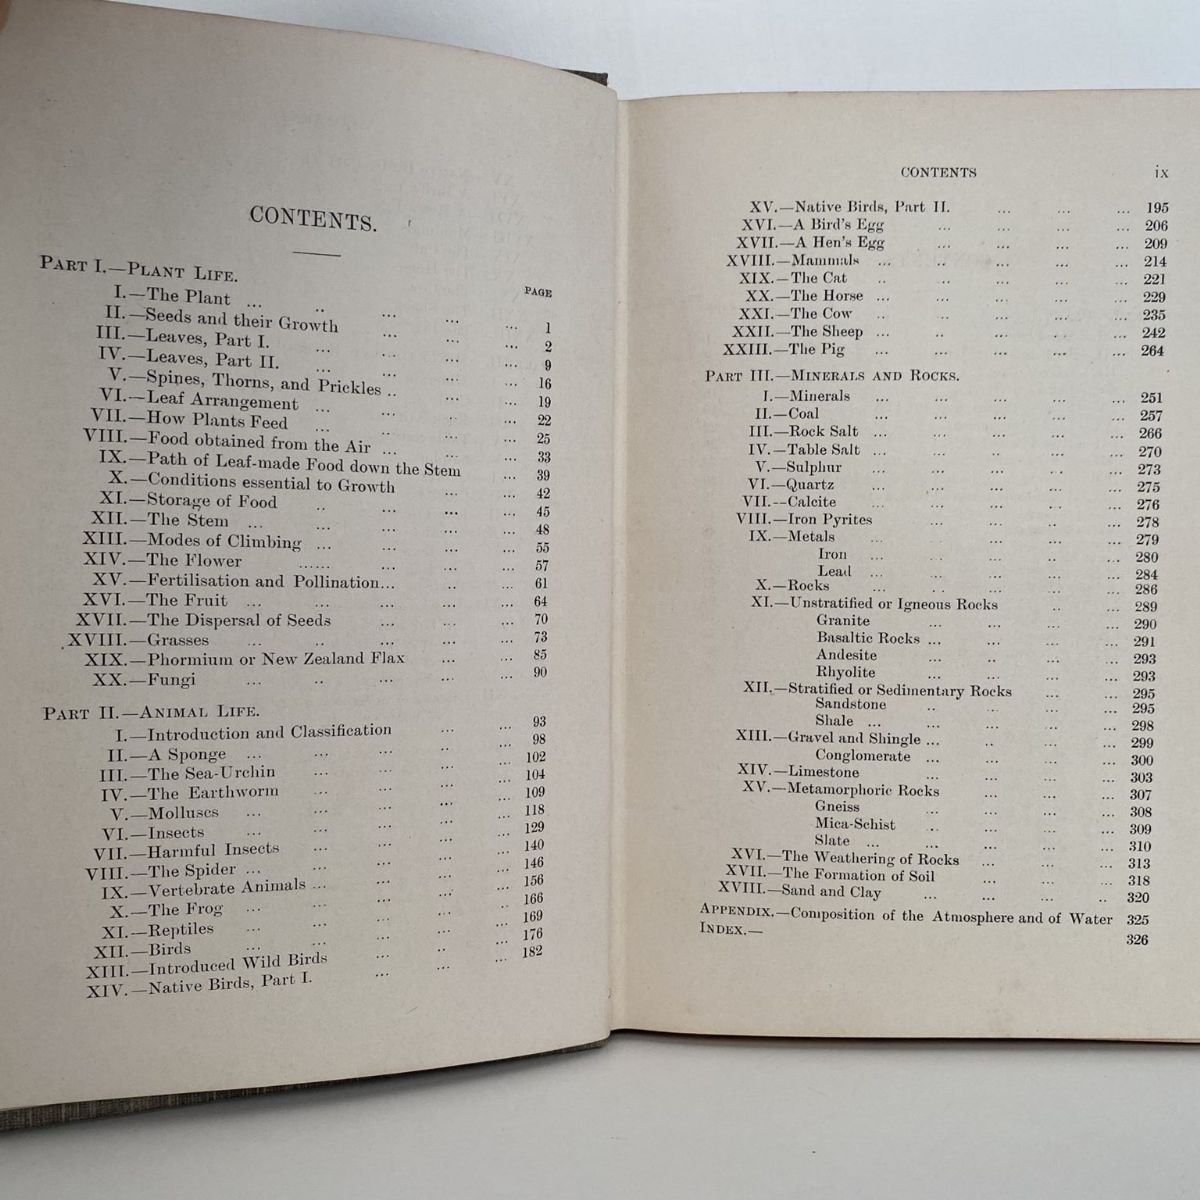 CONTENTS.
PART I.—PLANT LIFE.
PAGE
I.—The Plant ... .. ... ... ... 1
II.—Seeds and their Growth ... ... ... 2
III.—Leaves, Part I. ... ... ... ... 9
IV.—Leaves, Part II. ... ... ... ... 16
V.—Spines, Thorns, and Prickles .. ... ... 19
VI.—Leaf Arrangement ... ... ... ... 22
VII.—How Plants Feed ... ... ... ... 25
VIII.—Food obtained from the Air ... ... ... 33
IX.—Path of Leaf-made Food down the Stem ... 39
X.—Conditions essential to Growth ... ... 42
XI.—Storage of Food .. ... ... ... 45
XII.—The Stem ... ... ... ... ... 48
XIII.—Modes of Climbing ... ... ... ... 55
XIV.—The Flower ...... ... ... ... 57
XV.—Fertilisation and Pollination... .. ... 61
XVI.—The Fruit ... ... ... ... ... 64
XVII.—The Dispersal of Seeds ... ... ... 70
XVIII.—Grasses ... .. ... ... ... 73
XIX.—Phormium or New Zealand Flax ... ... 85
XX.—Fungi ... .. ... ... ... 90
PART II.—ANIMAL LIFE.
I.—Introduction and Classification ... ... 93
II.—A Sponge ... ... ... .. ... 98
III.—The Sea-Urchin ... ... ... ... 102
IV.—The Earthworm ... ... ... ... 104
V.—Molluscs ... ... ... ... ... 109
VI.—Insects ... ... ... ... ... 118
VII.—Harmful Insects ... ... ... ... 129
VIII.—The Spider ... ... ... ... ... 140
IX.—Vertebrate Animals ... ... ... ... 146
X.—The Frog ... ... ... .. ... 156
XI.—Reptiles ... ... ... ... ... 166
XII.—Birds ... ... ... ... ... 169
XIII.—Introduced Wild Birds ... ... ... 176
XIV.—Native Birds, Part I. ... ... ... 182
CONTENTS ix
XV.—Native Birds, Part II. ... ... ... 195
XVI.—A Bird's Egg ... ... ... ... 206
XVII.—A Hen's Egg ... ... ... ... 209
XVIII.—Mammals ... .. ... ... ... 214
XIX.—The Cat .. ... ... ... ... 221
XX.—The Horse ... ... ... ... ... 229
XXI.—The Cow ... ... ... ... ... 235
XXII.—The Sheep ... .. ... ... ... 242
XXIII.—The Pig ... ... ... ... ... 264
PART III.—MINERALS AND ROCKS.
I.—Minerals ... ... ... ... ... 251
II.—Coal ... ... ... ... ... 257
III.—Rock Salt ... ... ... ... ... 266
IV.—Table Salt ... ... ... ... ... 270
V.—Sulphur ... ... ... ... ... 273
VI.—Quartz ... ... ... ... ... 275
VII.--Calcite ... ... ... .. ... 276
VIII.—Iron Pyrites ... ... ... ... 278
IX.—Metals ... ... ... ... 279
Iron ... ... .. ... 280
Lead ... ... ... ... ... 284
X.—Rocks ... .. ... ... ... 286
XI.—Unstratified or Igneous Rocks .. ... 289
Granite ... ... ... ... 290
Basaltic Rocks ... ... ... ... 291
Andesite ... .. ... ... 293
Rhyolite ... ... ... ... 293
XII.—Stratified or Sedimentary Rocks ... ... 295
Sandstone .. .. ... ... 295
Shale ... ... ... ... ... 298
XIII.—Gravel and Shingle ... .. ... ... 299
Conglomerate ... ... ... ... 300
XIV.—Limestone ... ... ... ... 303
XV.—Metamorphic Rocks ... ... ... 307
Gneiss ... ... ... ... 308
Mica-Schist .. ... ... ... 309
Slate ... ... ... ... ... 310
XVI.—The Weathering of Rocks ... ... ... 313
XVII.—The Formation of Soil ... ... ... 318
XVIII.—Sand and Clay ... ... ... .. 320
APPENDIX.—Composition of the Atmosphere and of Water 325
INDEX.— 326